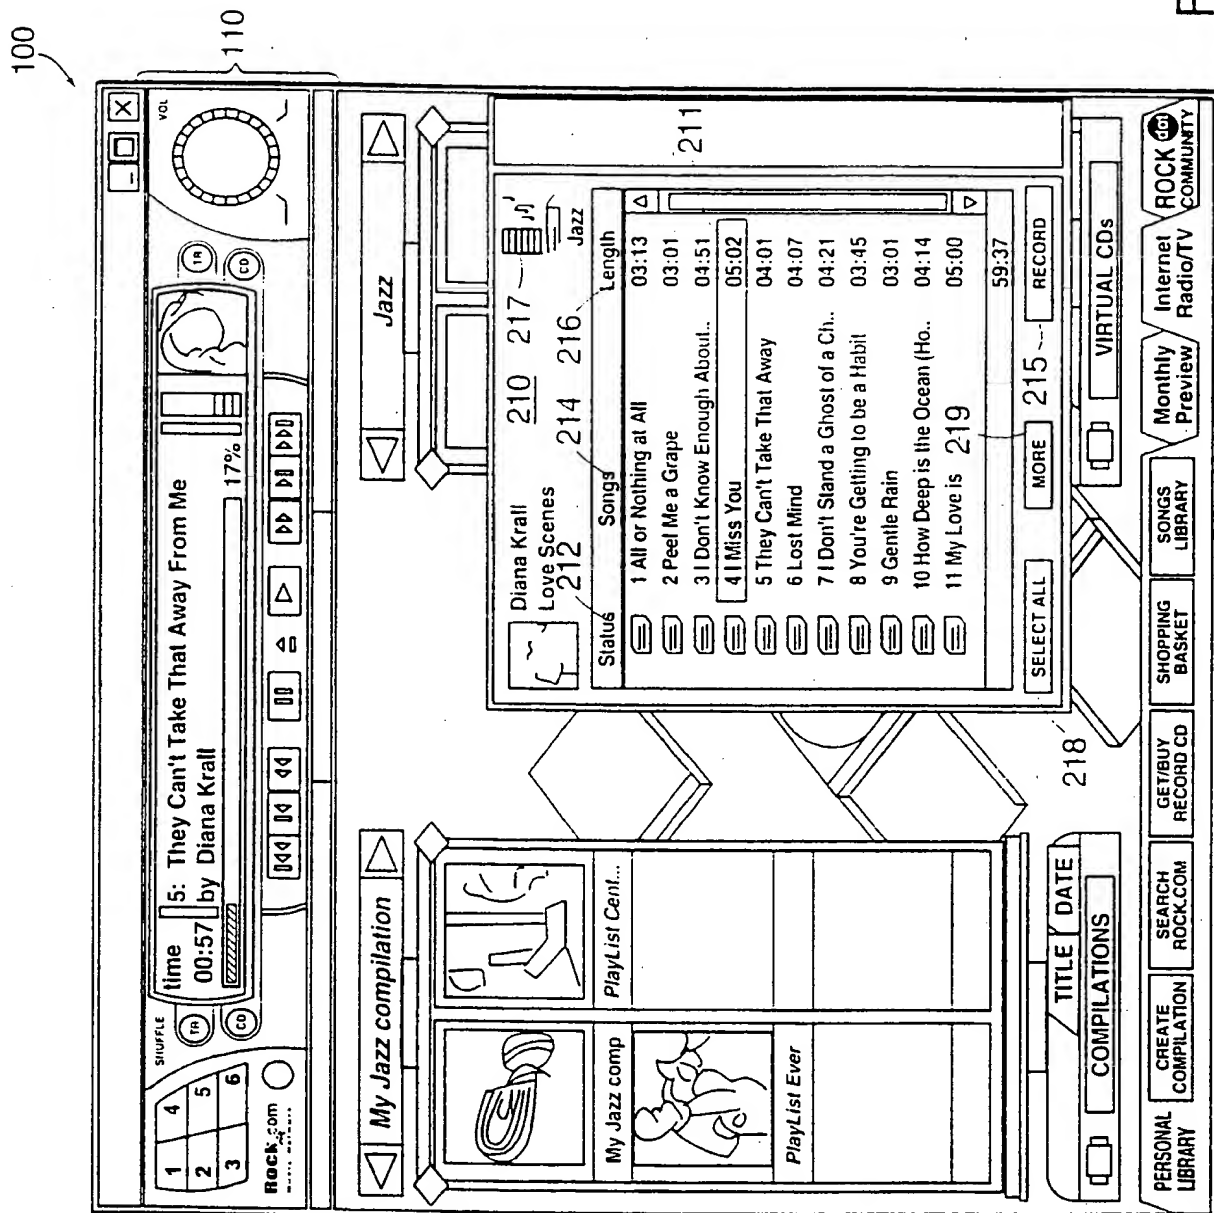 100
110
VOL
SHUFFLE
TR
CD
1 4
2 5
3 6
Rock.com
time
00:57
5: They Can't Take That Away From Me
by Diana Krall
17%
TR
CD
My Jazz compilation
Jazz
My Jazz comp
PlayList Cent...
PlayList Ever
TITLE
DATE
COMPILATIONS
Diana Krall
Love Scenes
210
217
Jazz
212
214
216
211
Status Songs Length
1 All or Nothing at All 03:13
2 Peel Me a Grape 03:01
3 I Don't Know Enough About.. 04:51
4 I Miss You 05:02
5 They Can't Take That Away 04:01
6 Lost Mind 04:07
7 I Don't Stand a Ghost of a Ch.. 04:21
8 You're Getting to be a Habit 03:45
9 Gentle Rain 03:01
10 How Deep is the Ocean (Ho.. 04:14
11 My Love is 05:00
219
59:37
215
SELECT ALL
MORE
RECORD
218
VIRTUAL CDs
PERSONAL
LIBRARY
CREATE
COMPILATION
SEARCH
ROCK.COM
GET/BUY
RECORD CD
SHOPPING
BASKET
SONGS
LIBRARY
Monthly
Preview
Internet
Radio/TV
ROCK
COMMUNITY